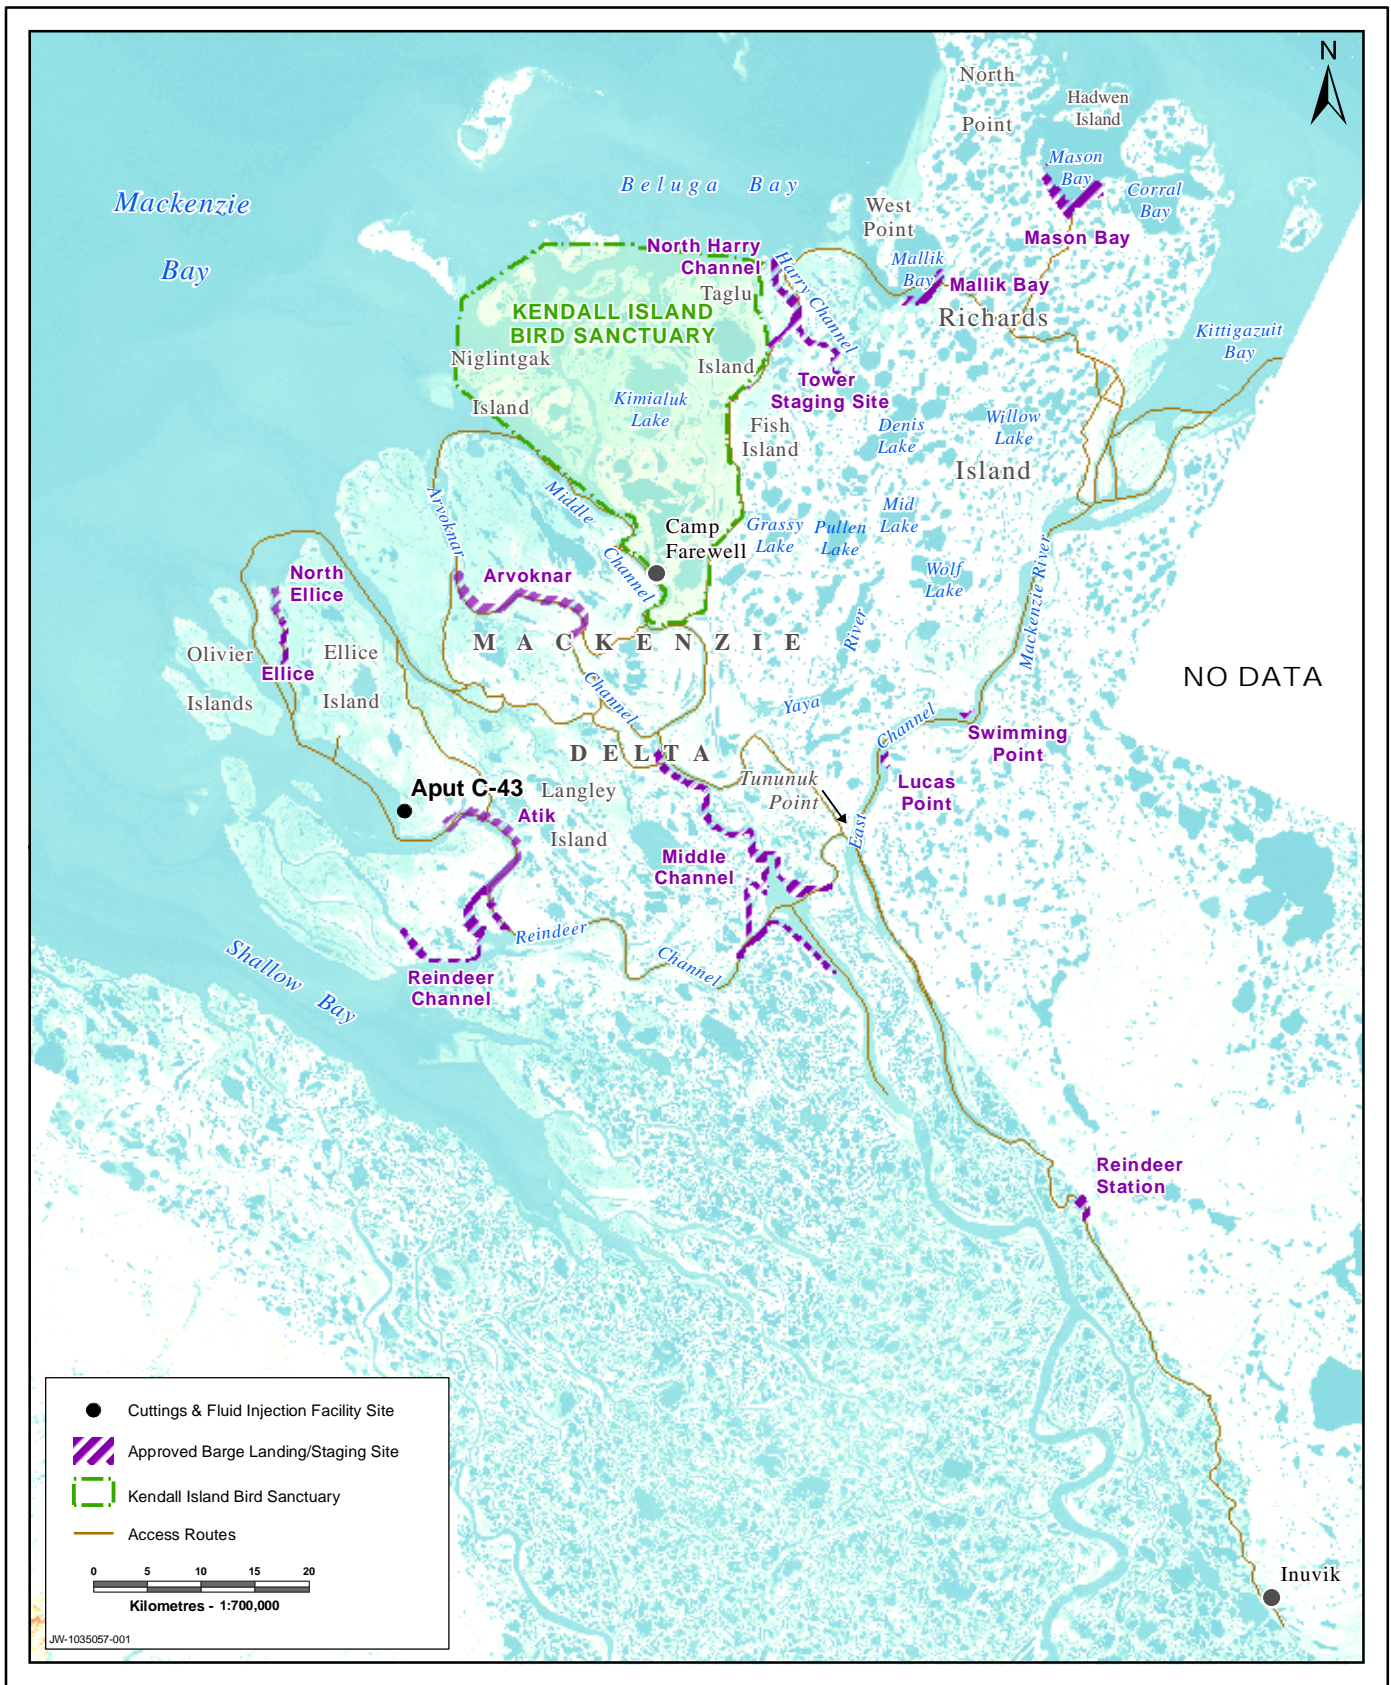 N
North
Point
Hadwen
Island
Mason
Bay
Corral
Bay
Mason Bay
Mackenzie
Bay
Beluga Bay
West
Point
Mallik
Bay
Mallik Bay
Richards
North Harry
Channel
Taglu
Harry Channel
KENDALL ISLAND
BIRD SANCTUARY
Kittigazuit
Bay
Niglintgak
Island
Island
Kimialuk
Lake
Tower
Staging Site
Fish
Island
Denis
Lake
Willow
Lake
Island
Arvoknar
Middle
Channel
Camp
Farewell
Grassy
Lake
Pullen
Lake
Mid
Lake
Wolf
Lake
Mackenzie River
North
Ellice
Arvoknar
MACKENZIE
River
Olivier
Islands
Ellice
Ellice
Island
Channel
Yaya
NO DATA
Channel
Swimming
Point
DELTA
Tununuk
Point
Lucas
Point
Aput C-43
Langley
Island
Atik
East
Middle
Channel
Reindeer
Channel
Shallow Bay
Reindeer
Channel
Reindeer
Station
Inuvik
Cuttings & Fluid Injection Facility Site
Approved Barge Landing/Staging Site
Kendall Island Bird Sanctuary
Access Routes
0 5 10 15 20
Kilometres - 1:700,000
JW-1035057-001